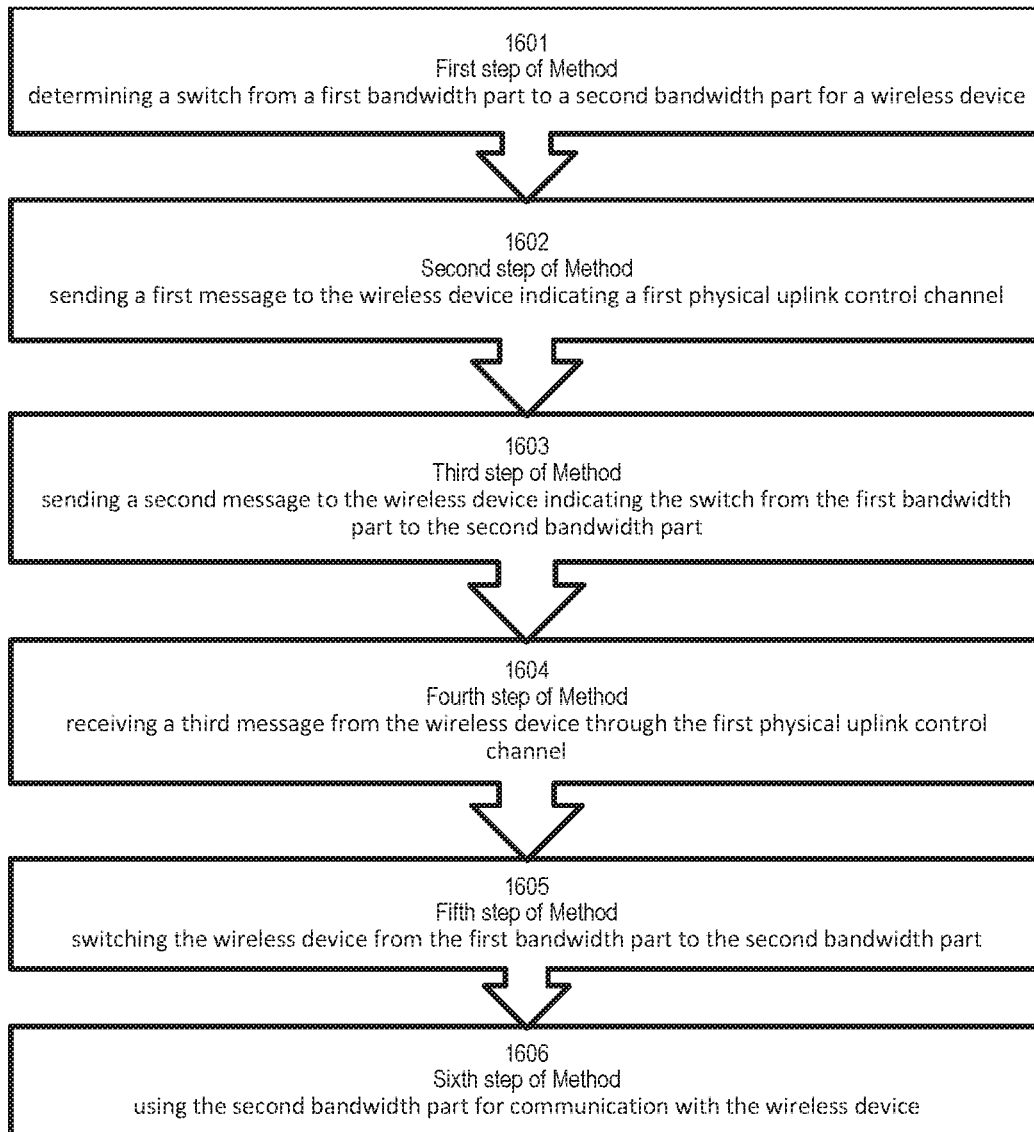 1601
First step of Method
determining a switch from a first bandwidth part to a second bandwidth part for a wireless device
1602
Second step of Method
sending a first message to the wireless device indicating a first physical uplink control channel
1603
Third step of Method
sending a second message to the wireless device indicating the switch from the first bandwidth
part to the second bandwidth part
1604
Fourth step of Method
receiving a third message from the wireless device through the first physical uplink control
channel
1605
Fifth step of Method
switching the wireless device from the first bandwidth part to the second bandwidth part
1606
Sixth step of Method
using the second bandwidth part for communication with the wireless device